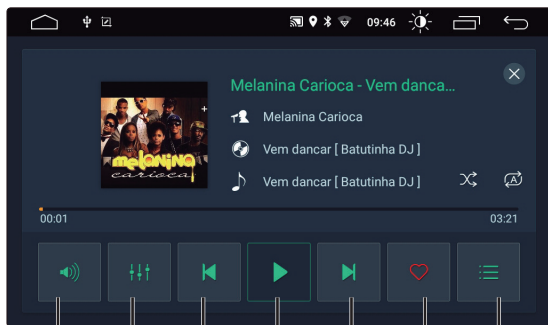 09:46
Melanina Carioca - Vem danca...
melanina
carioca
Melanina Carioca
Vem dancar [ Batutinha DJ ]
Vem dancar [ Batutinha DJ ]
A
00:01
03:21